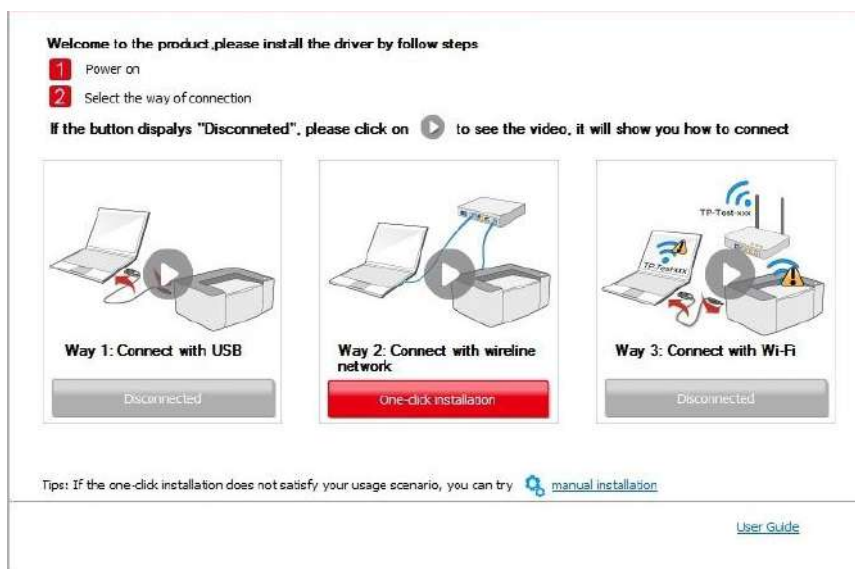 Welcome to the product,please install the driver by follow steps
1 Power on
2 Select the way of connection
If the button dispalys "Disconneted", please click on to see the video, it will show you how to connect
TP-Test-xxx
TP-Testxxx
Way 1: Connect with USB
Way 2: Connect with wireline
network
Way 3: Connect with Wi-Fi
Disconnected
One-click installation
Disconnected
Tips: If the one-click installation does not satisfy your usage scenario, you can try manual installation
User Guide